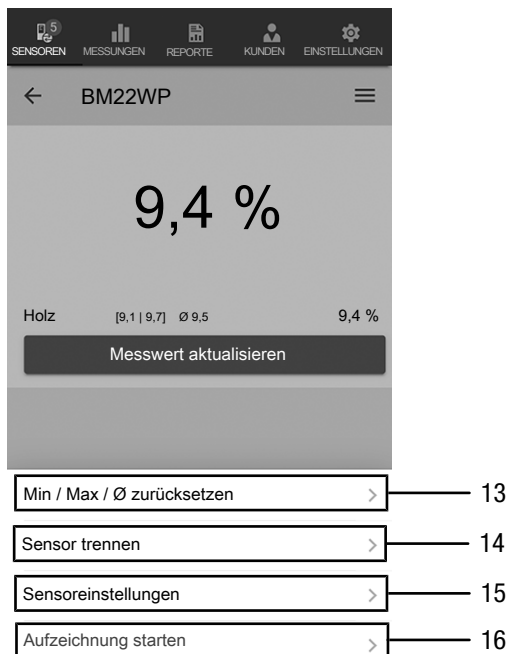 5
SENSOREN MESSUNGEN REPORTE KUNDEN EINSTELLUNGEN
BM22WP
9,4 %
Holz [9,1 | 9,7] Ø 9,5 9,4 %
Messwert aktualisieren
Min / Max / Ø zurücksetzen 13
Sensor trennen 14
Sensoreinstellungen 15
Aufzeichnung starten 16